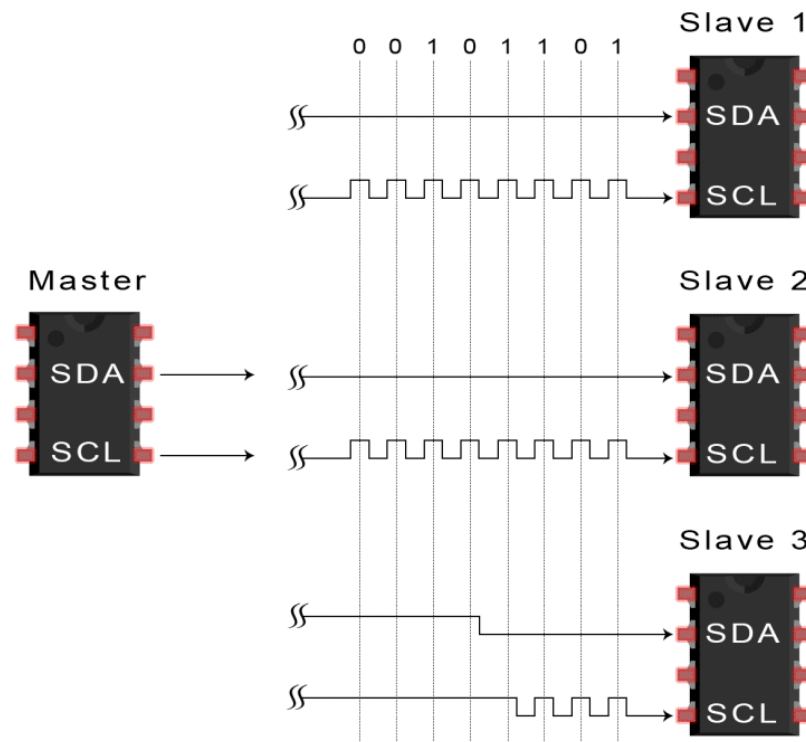 Slave 1
0 0 1 0 1 1 0 1
SDA
SCL
Master
SDA
SCL
Slave 2
SDA
SCL
Slave 3
SDA
SCL